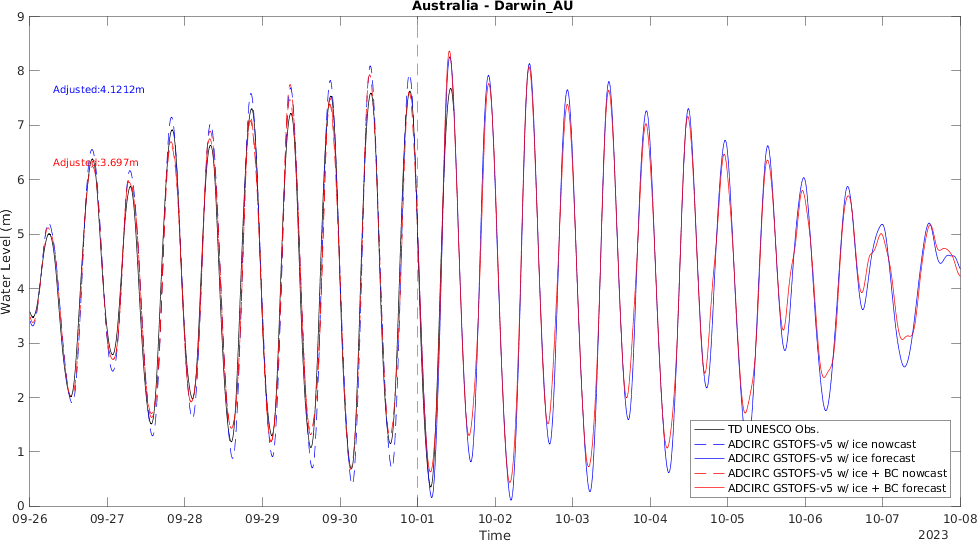 Australia - Darwin_AU
Water Level (m)
9
8
7
6
5
4
3
2
1
0
Adjusted:4.1212m
Adjusted:3.697m
TD UNESCO Obs.
ADCIRC GSTOFS-v5 w/ ice nowcast
ADCIRC GSTOFS-v5 w/ ice forecast
ADCIRC GSTOFS-v5 w/ ice + BC nowcast
ADCIRC GSTOFS-v5 w/ ice + BC forecast
09-26 09-27 09-28 09-29 09-30 10-01 10-02 10-03 10-04 10-05 10-06 10-07 10-08
Time
2023